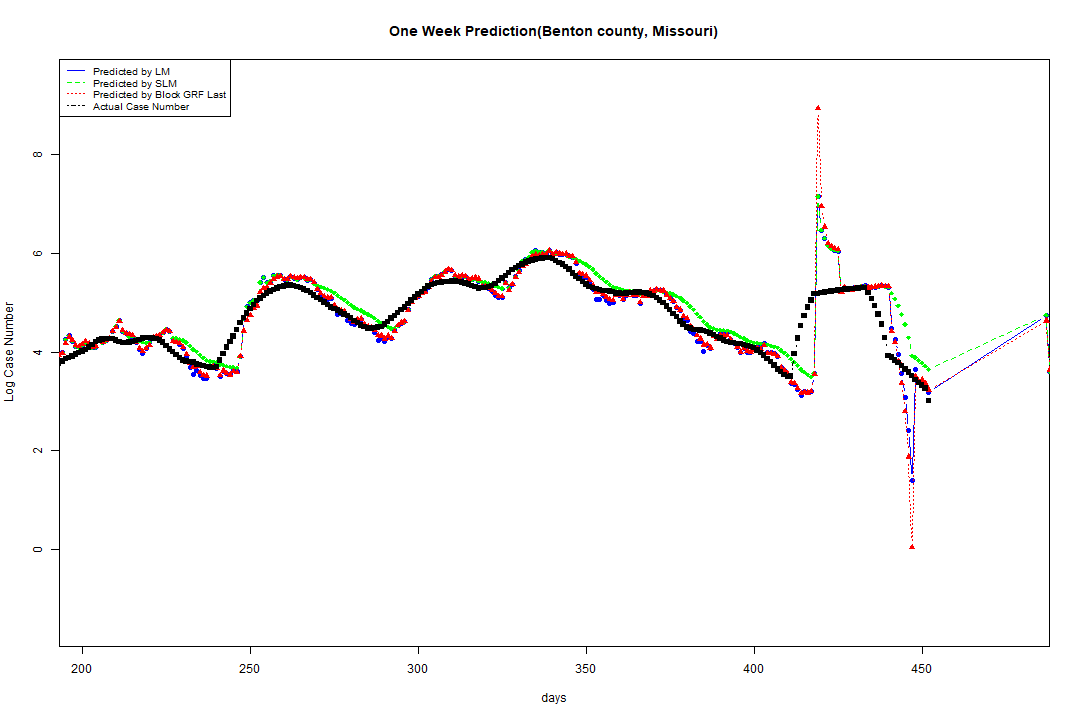 One Week Prediction(Benton county, Missouri)
Predicted by LM
Predicted by SLM
Predicted by Block GRF Last
Actual Case Number
Log Case Number
8
6
4
2
0
200 250 300 350 400 450
days